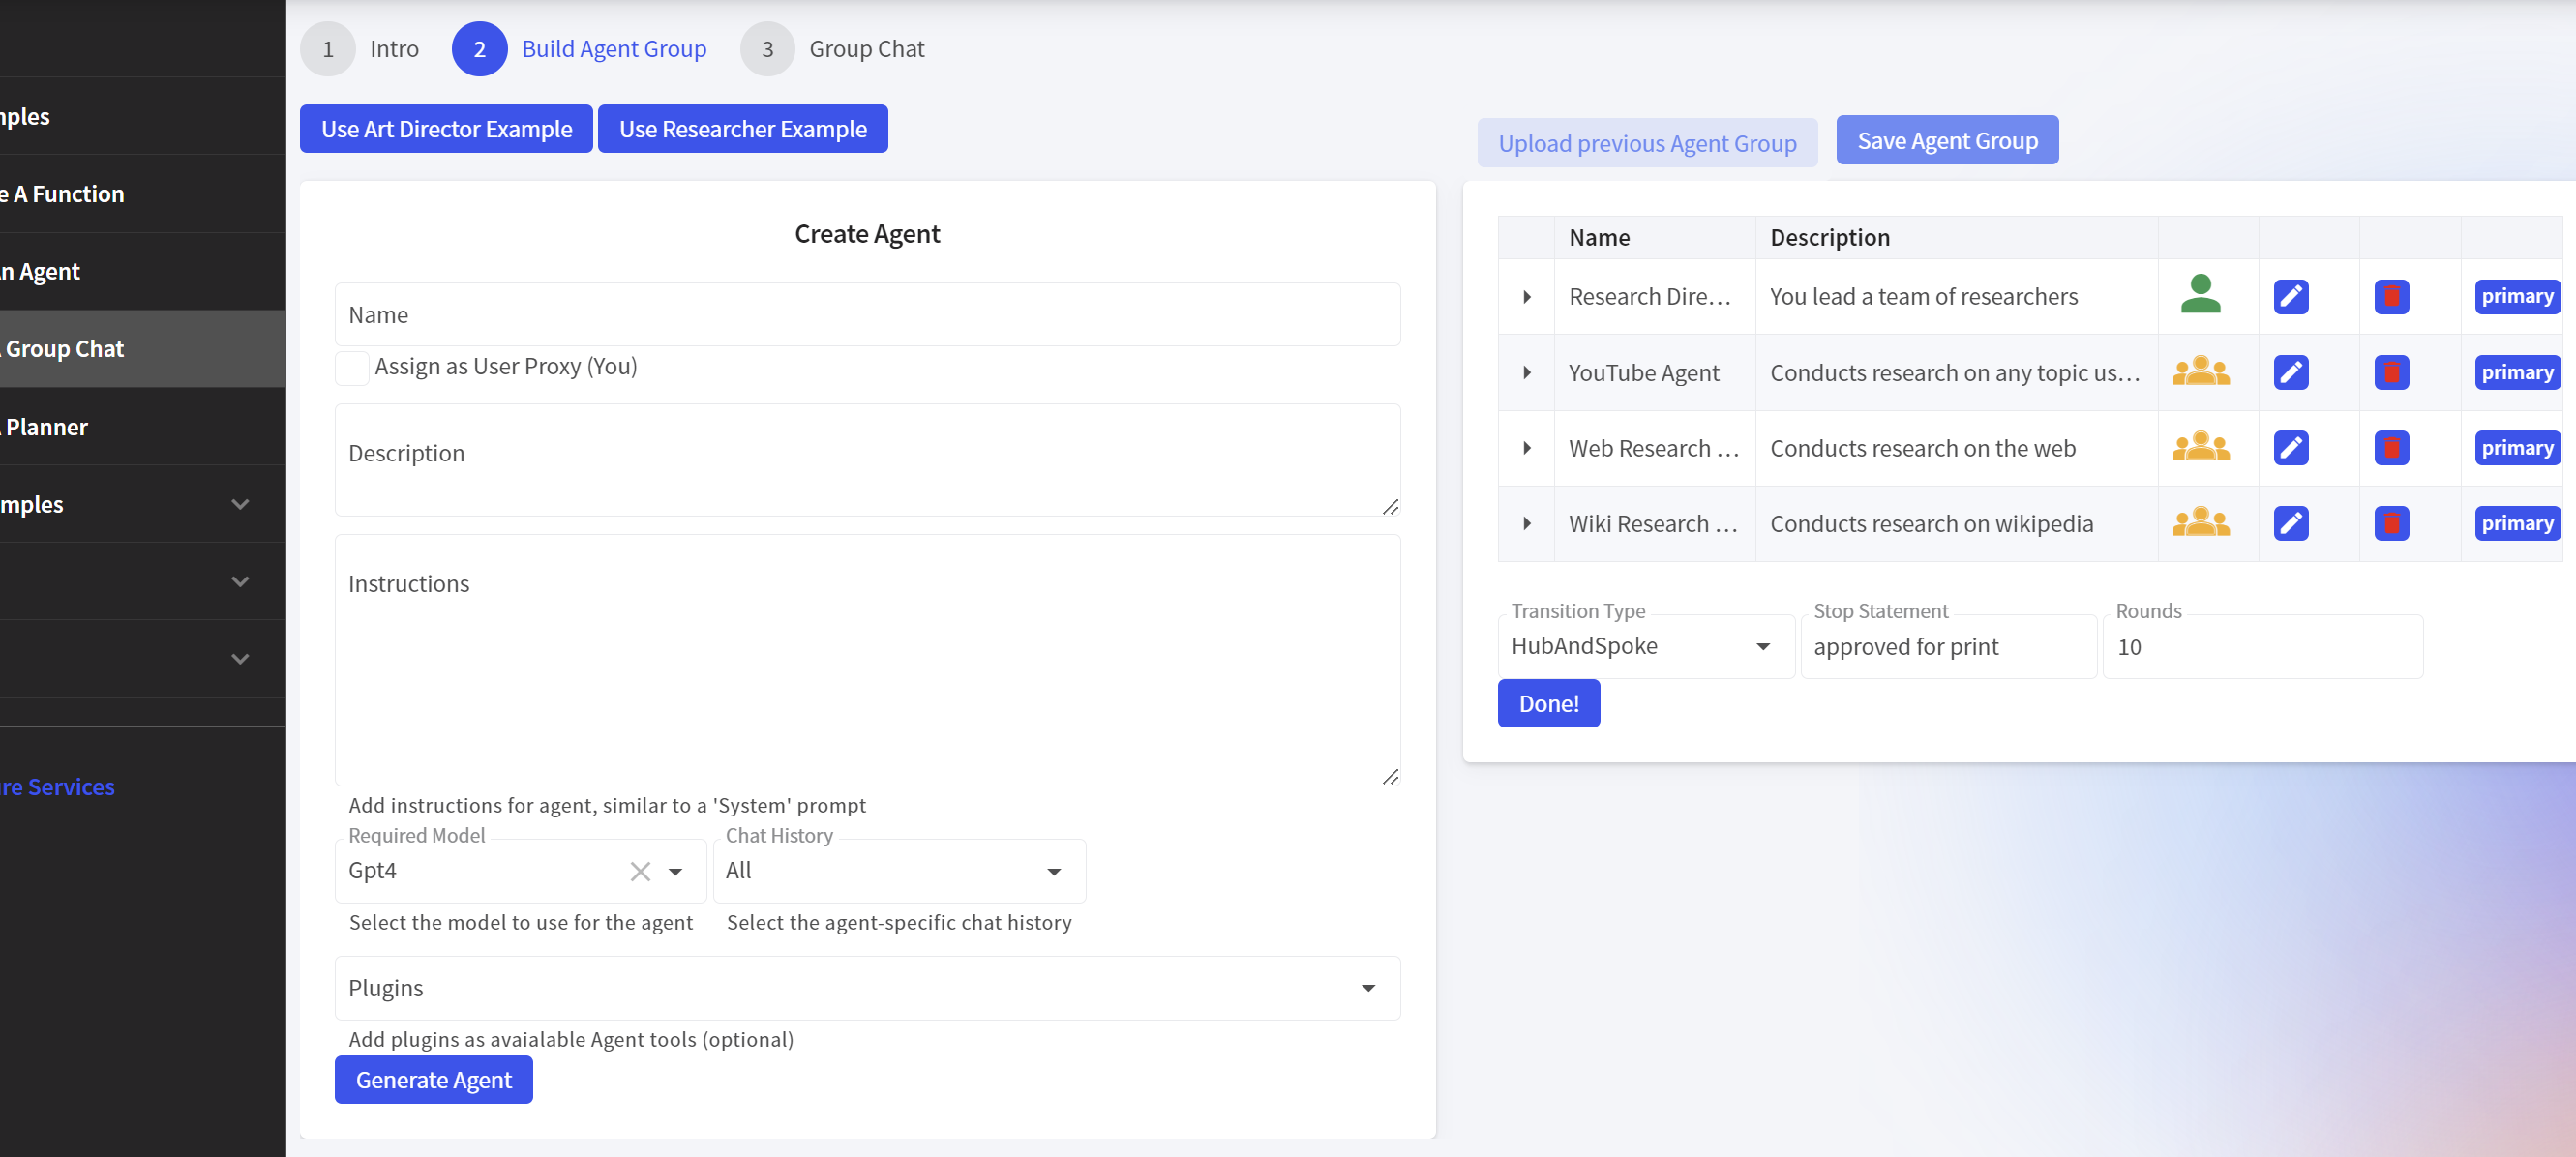 1 Intro 2 Build Agent Group 3 Group Chat
Use Art Director Example Use Researcher Example
Upload previous Agent Group Save Agent Group
mples
e A Function
n Agent
Group Chat
Planner
mples
re Services
Create Agent
Name
Assign as User Proxy (You)
Description
Instructions
Add instructions for agent, similar to a 'System' prompt
Required Model Chat History
Gpt4 All
Select the model to use for the agent Select the agent-specific chat history
Plugins
Add plugins as avaialable Agent tools (optional)
Generate Agent
Name Description
Research Dire... You lead a team of researchers primary
YouTube Agent Conducts research on any topic us... primary
Web Research ... Conducts research on the web primary
Wiki Research ... Conducts research on wikipedia primary
Transition Type Stop Statement Rounds
HubAndSpoke approved for print 10
Done!